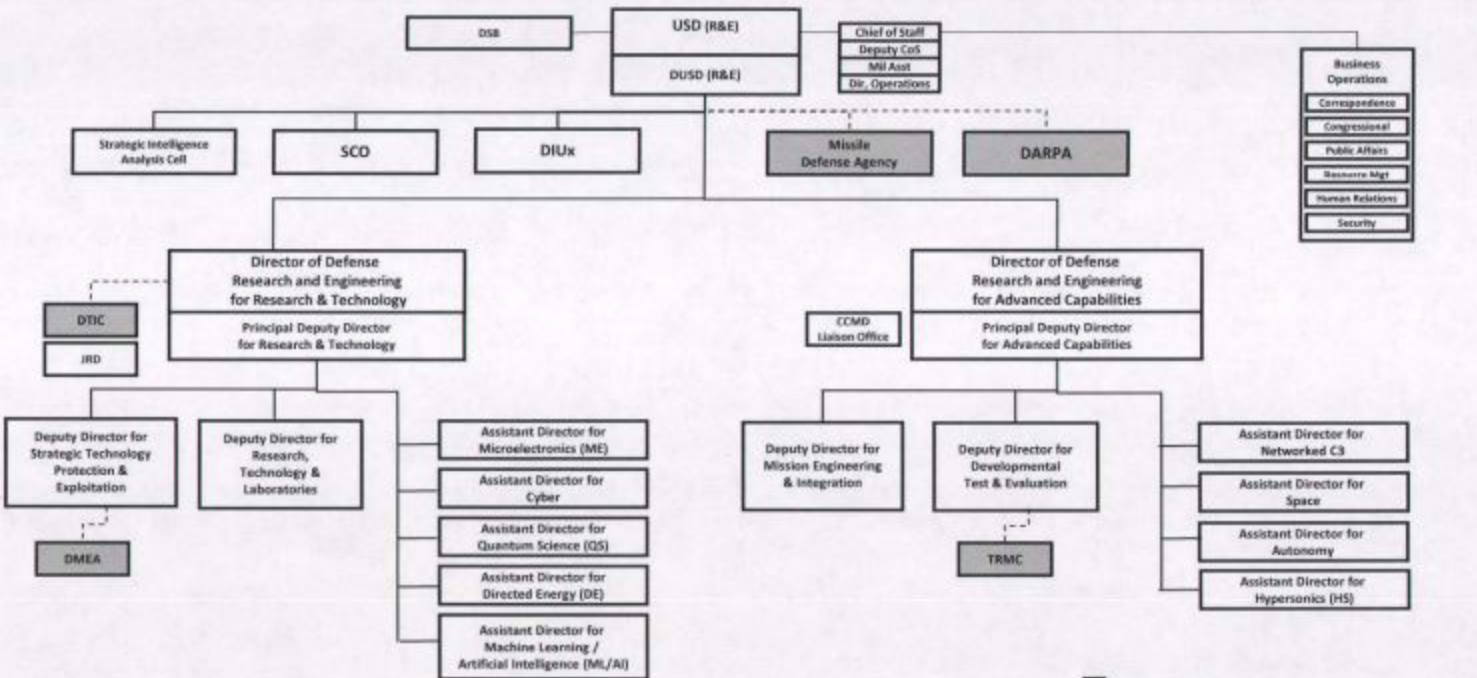 DSB
USD (R&E)
DUSD (R&E)
Chief of Staff
Deputy CoS
Mil Asst
Dir, Operations
Business
Operations
Correspondence
Congressional
Public Affairs
Resource Mgt
Human Relations
Security
Strategic Intelligence
Analysis Cell
SCO
DIUx
Missile
Defense Agency
DARPA
Director of Defense
Research and Engineering
for Research & Technology
Principal Deputy Director
for Research & Technology
DTIC
JRD
Director of Defense
Research and Engineering
for Advanced Capabilities
Principal Deputy Director
for Advanced Capabilities
CCMD
Liaison Office
Deputy Director for
Strategic Technology
Protection &
Exploitation
DMEA
Deputy Director for
Research,
Technology &
Laboratories
Assistant Director for
Microelectronics (ME)
Assistant Director for
Cyber
Assistant Director for
Quantum Science (QS)
Assistant Director for
Directed Energy (DE)
Assistant Director for
Machine Learning /
Artificial Intelligence (ML/AI)
Deputy Director for
Mission Engineering
& Integration
Deputy Director for
Developmental
Test & Evaluation
TRMC
Assistant Director for
Networked C3
Assistant Director for
Space
Assistant Director for
Autonomy
Assistant Director for
Hypersonics (HS)